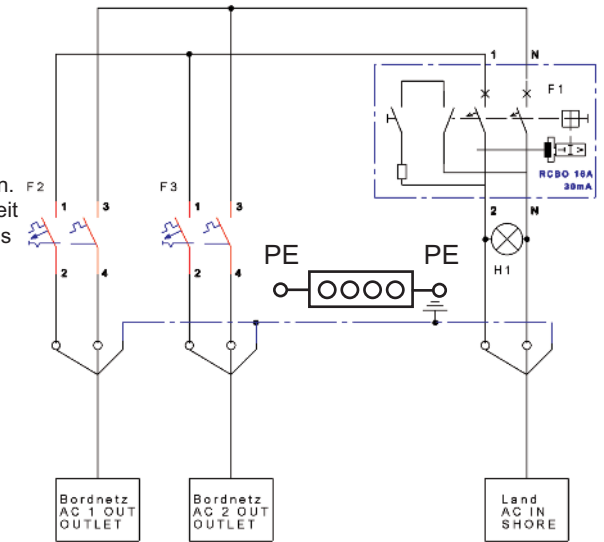 1
N
F1
RCBO 16A
30mA
n.
eit
s
F2
1
3
F3
1
3
2
N
H1
2
4
2
4
PE
PE
Bordnetz
AC 1 OUT
OUTLET
Bordnetz
AC 2 OUT
OUTLET
Land
AC IN
SHORE